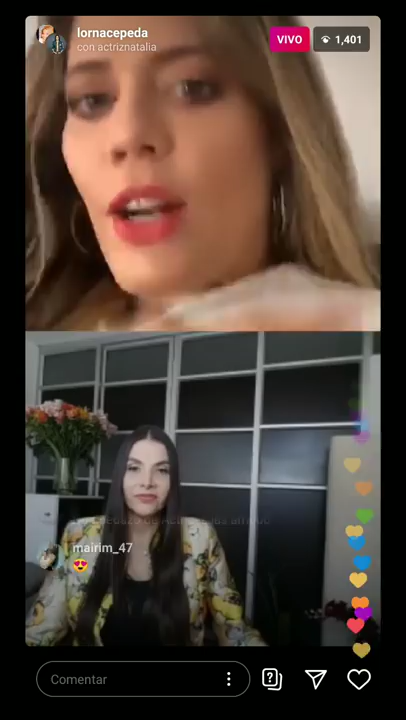 lornacepeda
con actriznatalia
VIVO
1,401
mairim_47
😍
Comentar